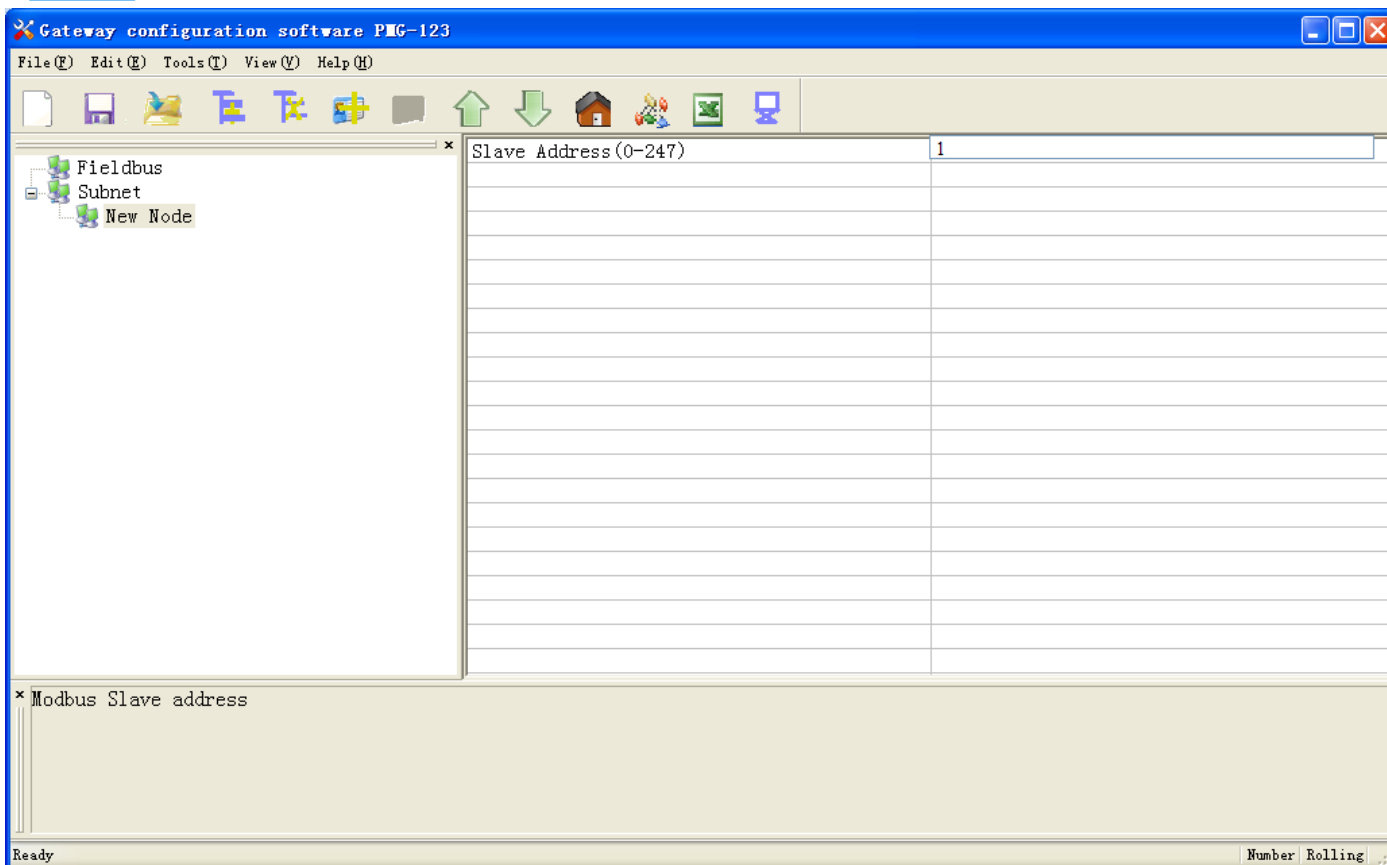 Gateway configuration software PMG-123
File(F) Edit(E) Tools(T) View(V) Help(H)
Fieldbus
Subnet
New Node
Slave Address(0-247) 1
Modbus Slave address
Ready Number Rolling